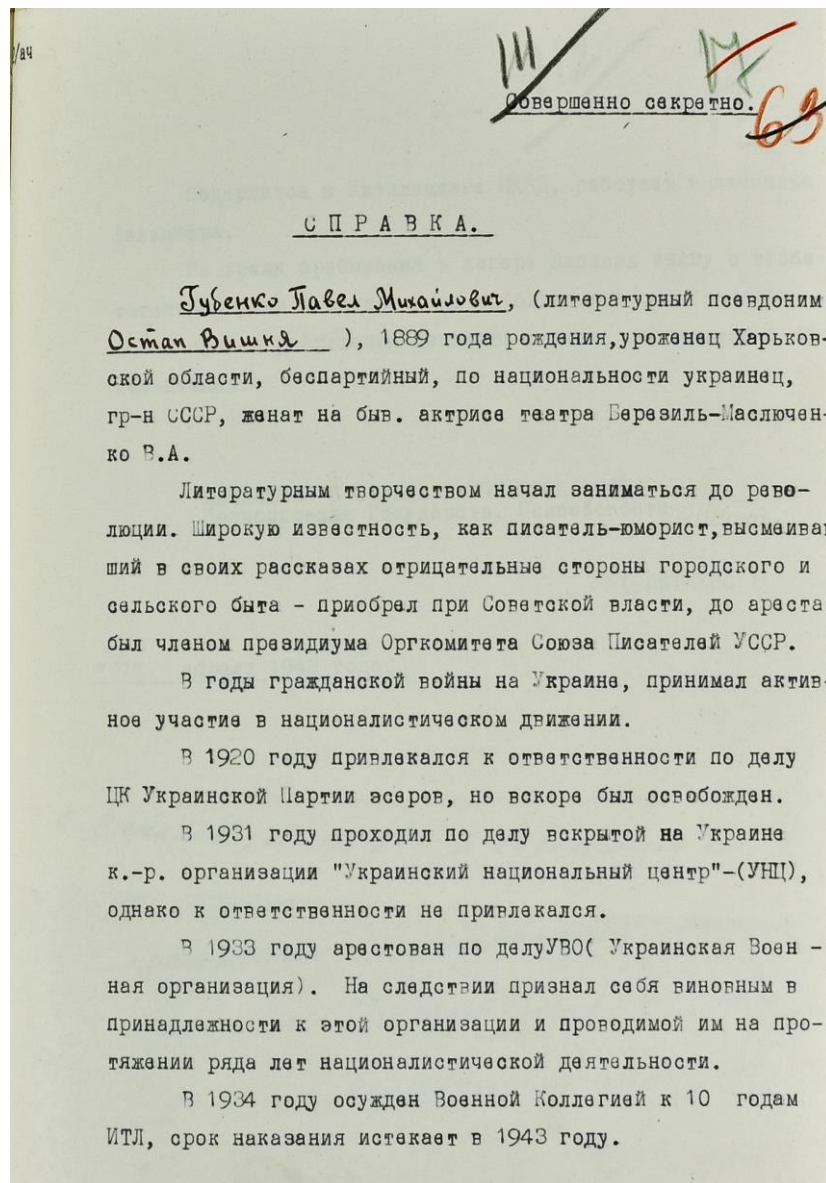 /ач
III
17
Совершенно секретно.
63
СПРАВКА.
Губенко Павел Михайлович, (литературный псевдоним
Остап Вишня ), 1889 года рождения,уроженец Харьков-
ской области, беспартийный, по национальности украинец,
гр-н СССР, женат на быв. актрисе театра Березиль-Маслючен-
ко В.А.
Литературным творчеством начал заниматься до рево-
люции. Широкую известность, как писатель-юморист,высмеивав
ший в своих рассказах отрицательные стороны городского и
сельского быта - приобрел при Советской власти, до ареста
был членом президиума Оргкомитета Союза Писателей УССР.
В годы гражданской войны на Украине, принимал актив-
ное участие в националистическом движении.
В 1920 году привлекался к ответственности по делу
ЦК Украинской Партии эсеров, но вскоре был освобожден.
В 1931 году проходил по делу вскрытой на Украине
к.-р. организации "Украинский национальный центр"-(УНЦ),
однако к ответственности не привлекался.
В 1933 году арестован по делуУВО( Украинская Воен -
ная организация). На следствии признал себя виновным в
принадлежности к этой организации и проводимой им на про-
тяжении ряда лет националистической деятельности.
В 1934 году осужден Военной Коллегией к 10 годам
ИТЛ, срок наказания истекает в 1943 году.